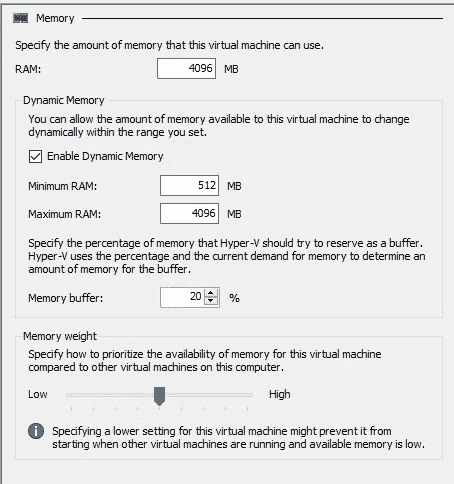 Memory
Specify the amount of memory that this virtual machine can use.
RAM: 4096 MB
Dynamic Memory
You can allow the amount of memory available to this virtual machine to change
dynamically within the range you set.
Enable Dynamic Memory
Minimum RAM: 512 MB
Maximum RAM: 4096 MB
Specify the percentage of memory that Hyper-V should try to reserve as a buffer.
Hyper-V uses the percentage and the current demand for memory to determine an
amount of memory for the buffer.
Memory buffer: 20 %
Memory weight
Specify how to prioritize the availability of memory for this virtual machine
compared to other virtual machines on this computer.
Low High
Specifying a lower setting for this virtual machine might prevent it from
starting when other virtual machines are running and available memory is low.